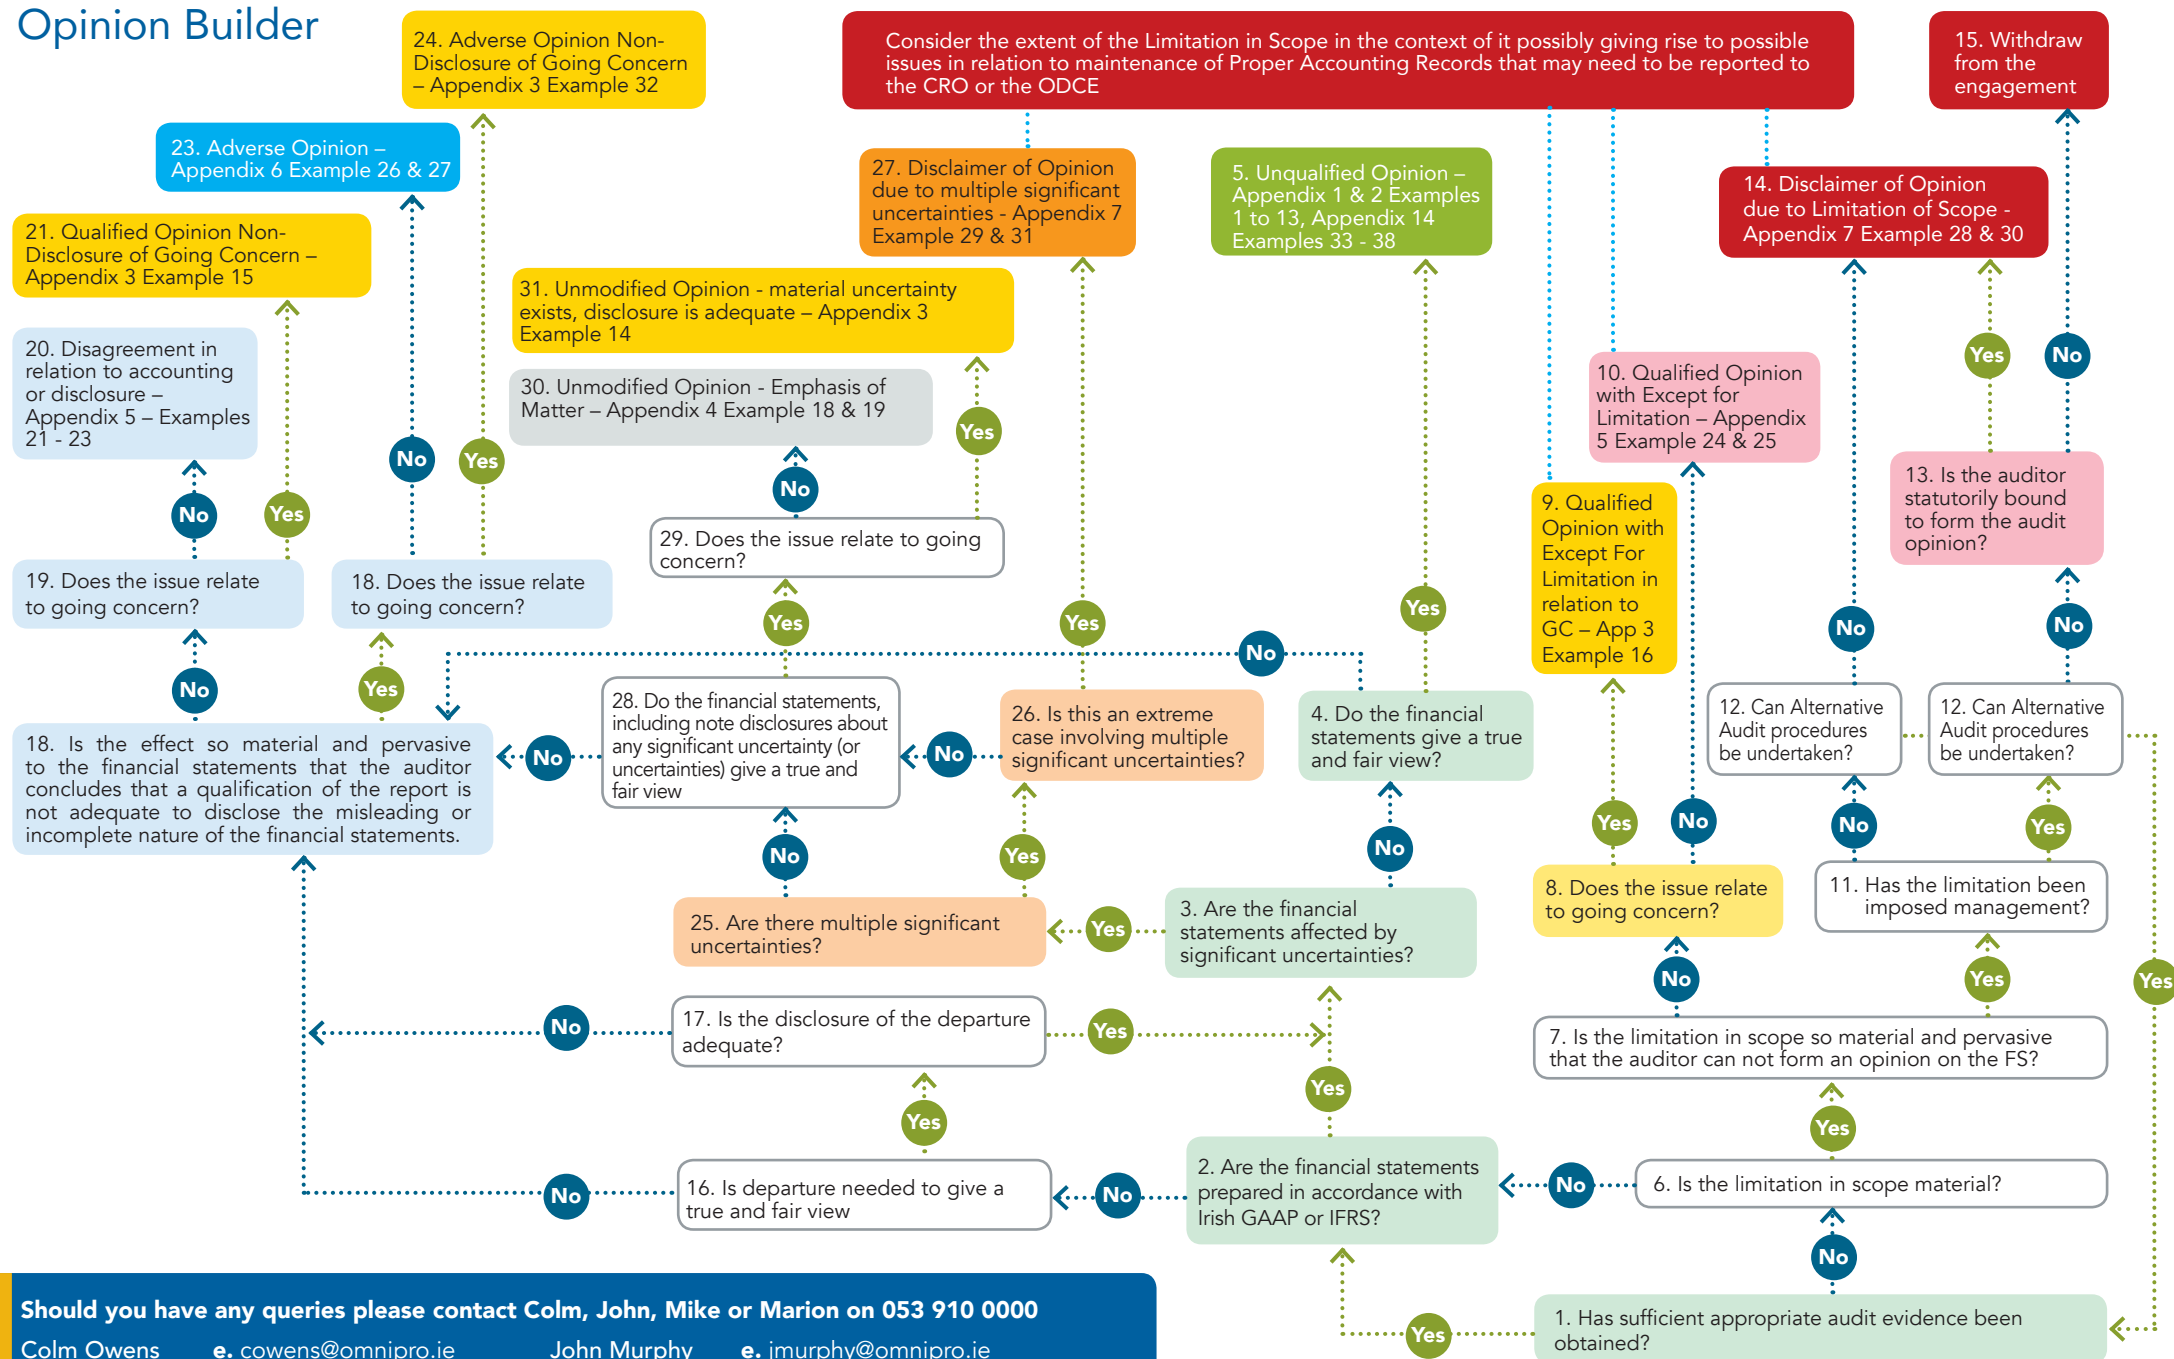 Opinion Builder
24. Adverse Opinion Non-
Disclosure of Going Concern
– Appendix 3 Example 32
Consider the extent of the Limitation in Scope in the context of it possibly giving rise to possible
issues in relation to maintenance of Proper Accounting Records that may need to be reported to
the CRO or the ODCE
15. Withdraw
from the
engagement
23. Adverse Opinion –
Appendix 6 Example 26 & 27
27. Disclaimer of Opinion
due to multiple significant
uncertainties - Appendix 7
Example 29 & 31
5. Unqualified Opinion –
Appendix 1 & 2 Examples
1 to 13, Appendix 14
Examples 33 - 38
14. Disclaimer of Opinion
due to Limitation of Scope -
Appendix 7 Example 28 & 30
21. Qualified Opinion Non-
Disclosure of Going Concern –
Appendix 3 Example 15
31. Unmodified Opinion - material uncertainty
exists, disclosure is adequate – Appendix 3
Example 14
20. Disagreement in
relation to accounting
or disclosure –
Appendix 5 – Examples
21 - 23
30. Unmodified Opinion - Emphasis of
Matter – Appendix 4 Example 18 & 19
10. Qualified Opinion
with Except for
Limitation – Appendix
5 Example 24 & 25
Yes
No
Yes
No
Yes
No
13. Is the auditor
statutorily bound
to form the audit
opinion?
9. Qualified
Opinion with
Except For
Limitation in
relation to
GC – App 3
Example 16
No
Yes
29. Does the issue relate to going
concern?
19. Does the issue relate
to going concern?
18. Does the issue relate
to going concern?
Yes
Yes
Yes
No
No
No
No
Yes
28. Do the financial statements,
including note disclosures about
any significant uncertainty (or
uncertainties) give a true and
fair view
26. Is this an extreme
case involving multiple
significant uncertainties?
4. Do the financial
statements give a true
and fair view?
12. Can Alternative
Audit procedures
be undertaken?
12. Can Alternative
Audit procedures
be undertaken?
18. Is the effect so material and pervasive
to the financial statements that the auditor
concludes that a qualification of the report is
not adequate to disclose the misleading or
incomplete nature of the financial statements.
No
No
Yes
No
No
Yes
No
Yes
No
8. Does the issue relate
to going concern?
11. Has the limitation been
imposed management?
25. Are there multiple significant
uncertainties?
Yes
3. Are the financial
statements affected by
significant uncertainties?
No
Yes
Yes
17. Is the disclosure of the departure
adequate?
No
Yes
7. Is the limitation in scope so material and pervasive
that the auditor can not form an opinion on the FS?
Yes
Yes
Yes
16. Is departure needed to give a
true and fair view
No
No
2. Are the financial statements
prepared in accordance with
Irish GAAP or IFRS?
No
6. Is the limitation in scope material?
No
1. Has sufficient appropriate audit evidence been
obtained?
Yes
Should you have any queries please contact Colm, John, Mike or Marion on 053 910 0000
Colm Owens e. cowens@omnipro.ie John Murphy e. jmurphy@omnipro.ie